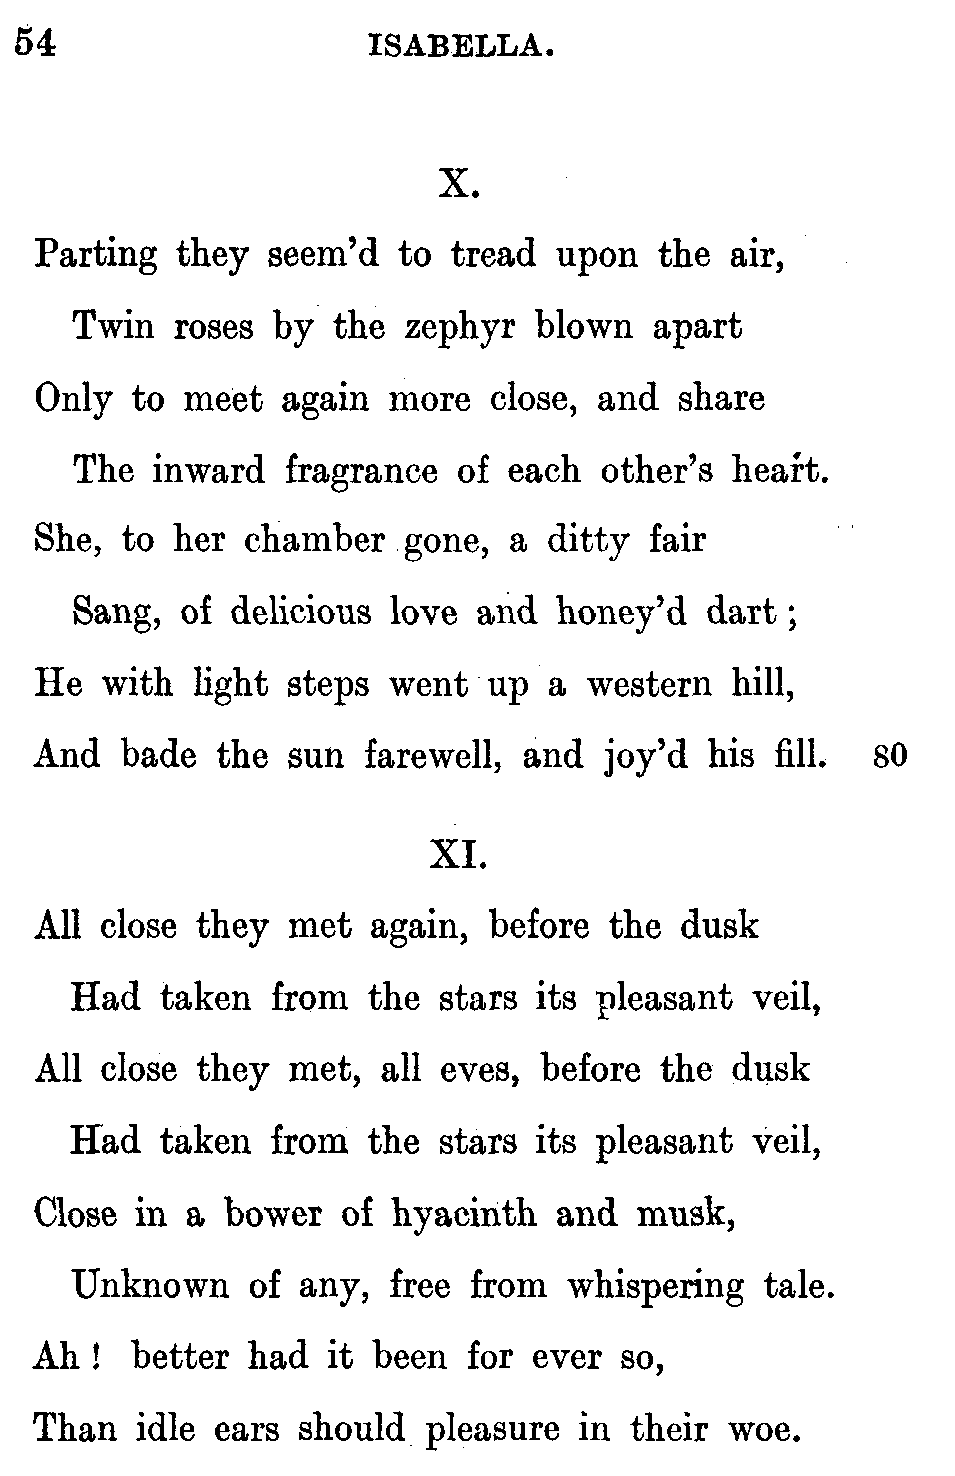 54 ISABELLA.
X.
Parting they seem'd to tread upon the air,
Twin roses by the zephyr blown apart
Only to meet again more close, and share
The inward fragrance of each other's heart.
She, to her chamber gone, a ditty fair
Sang, of delicious love and honey'd dart ;
He with light steps went up a western hill,
And bade the sun farewell, and joy'd his fill. 80
XI.
All close they met again, before the dusk
Had taken from the stars its pleasant veil,
All close they met, all eves, before the dusk
Had taken from the stars its pleasant veil,
Close in a bower of hyacinth and musk,
Unknown of any, free from whispering tale.
Ah ! better had it been for ever so,
Than idle ears should pleasure in their woe.